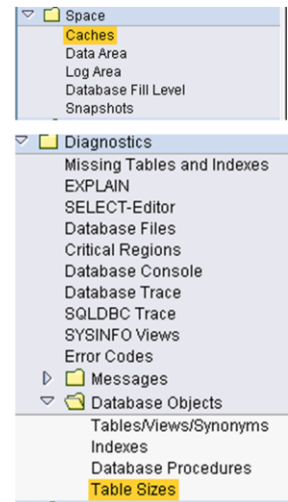 Space
Caches
Data Area
Log Area
Database Fill Level
Snapshots
Diagnostics
Missing Tables and Indexes
EXPLAIN
SELECT-Editor
Database Files
Critical Regions
Database Console
Database Trace
SQLDBC Trace
SYSINFO Views
Error Codes
Messages
Database Objects
Tables/Views/Synonyms
Indexes
Database Procedures
Table Sizes